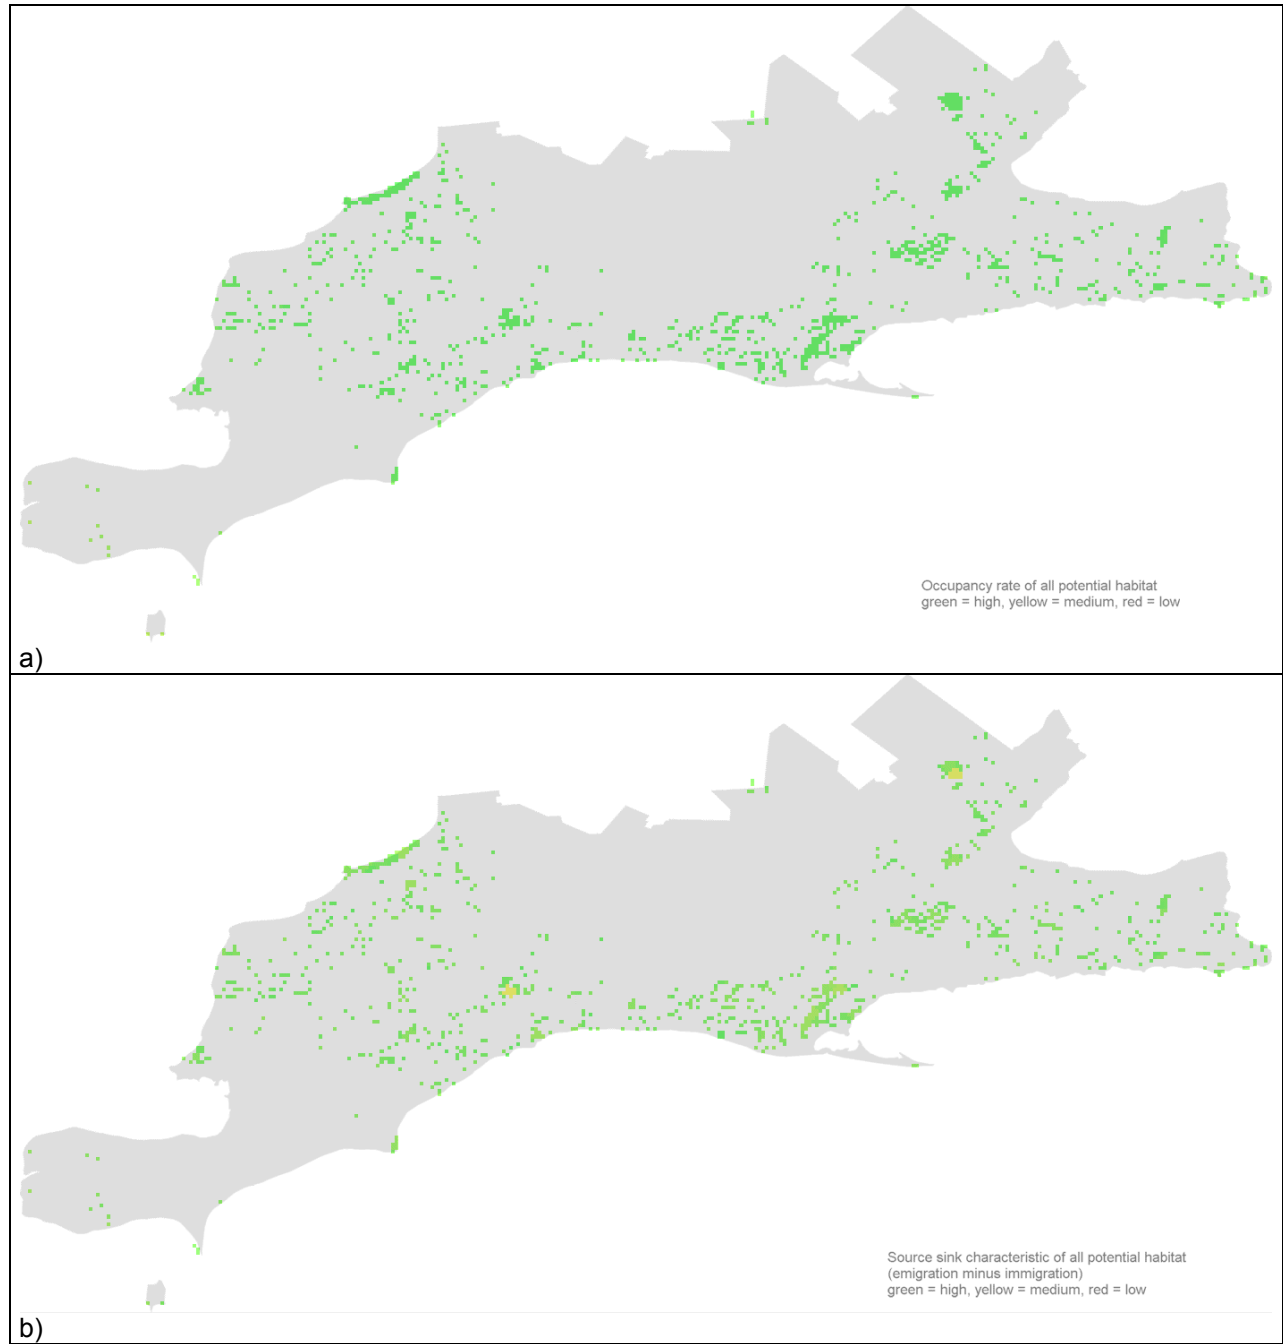 Occupancy rate of all potential habitat
green = high, yellow = medium, red = low
a)
Source sink characteristic of all potential habitat
(emigration minus immigration)
green = high, yellow = medium, red = low
b)